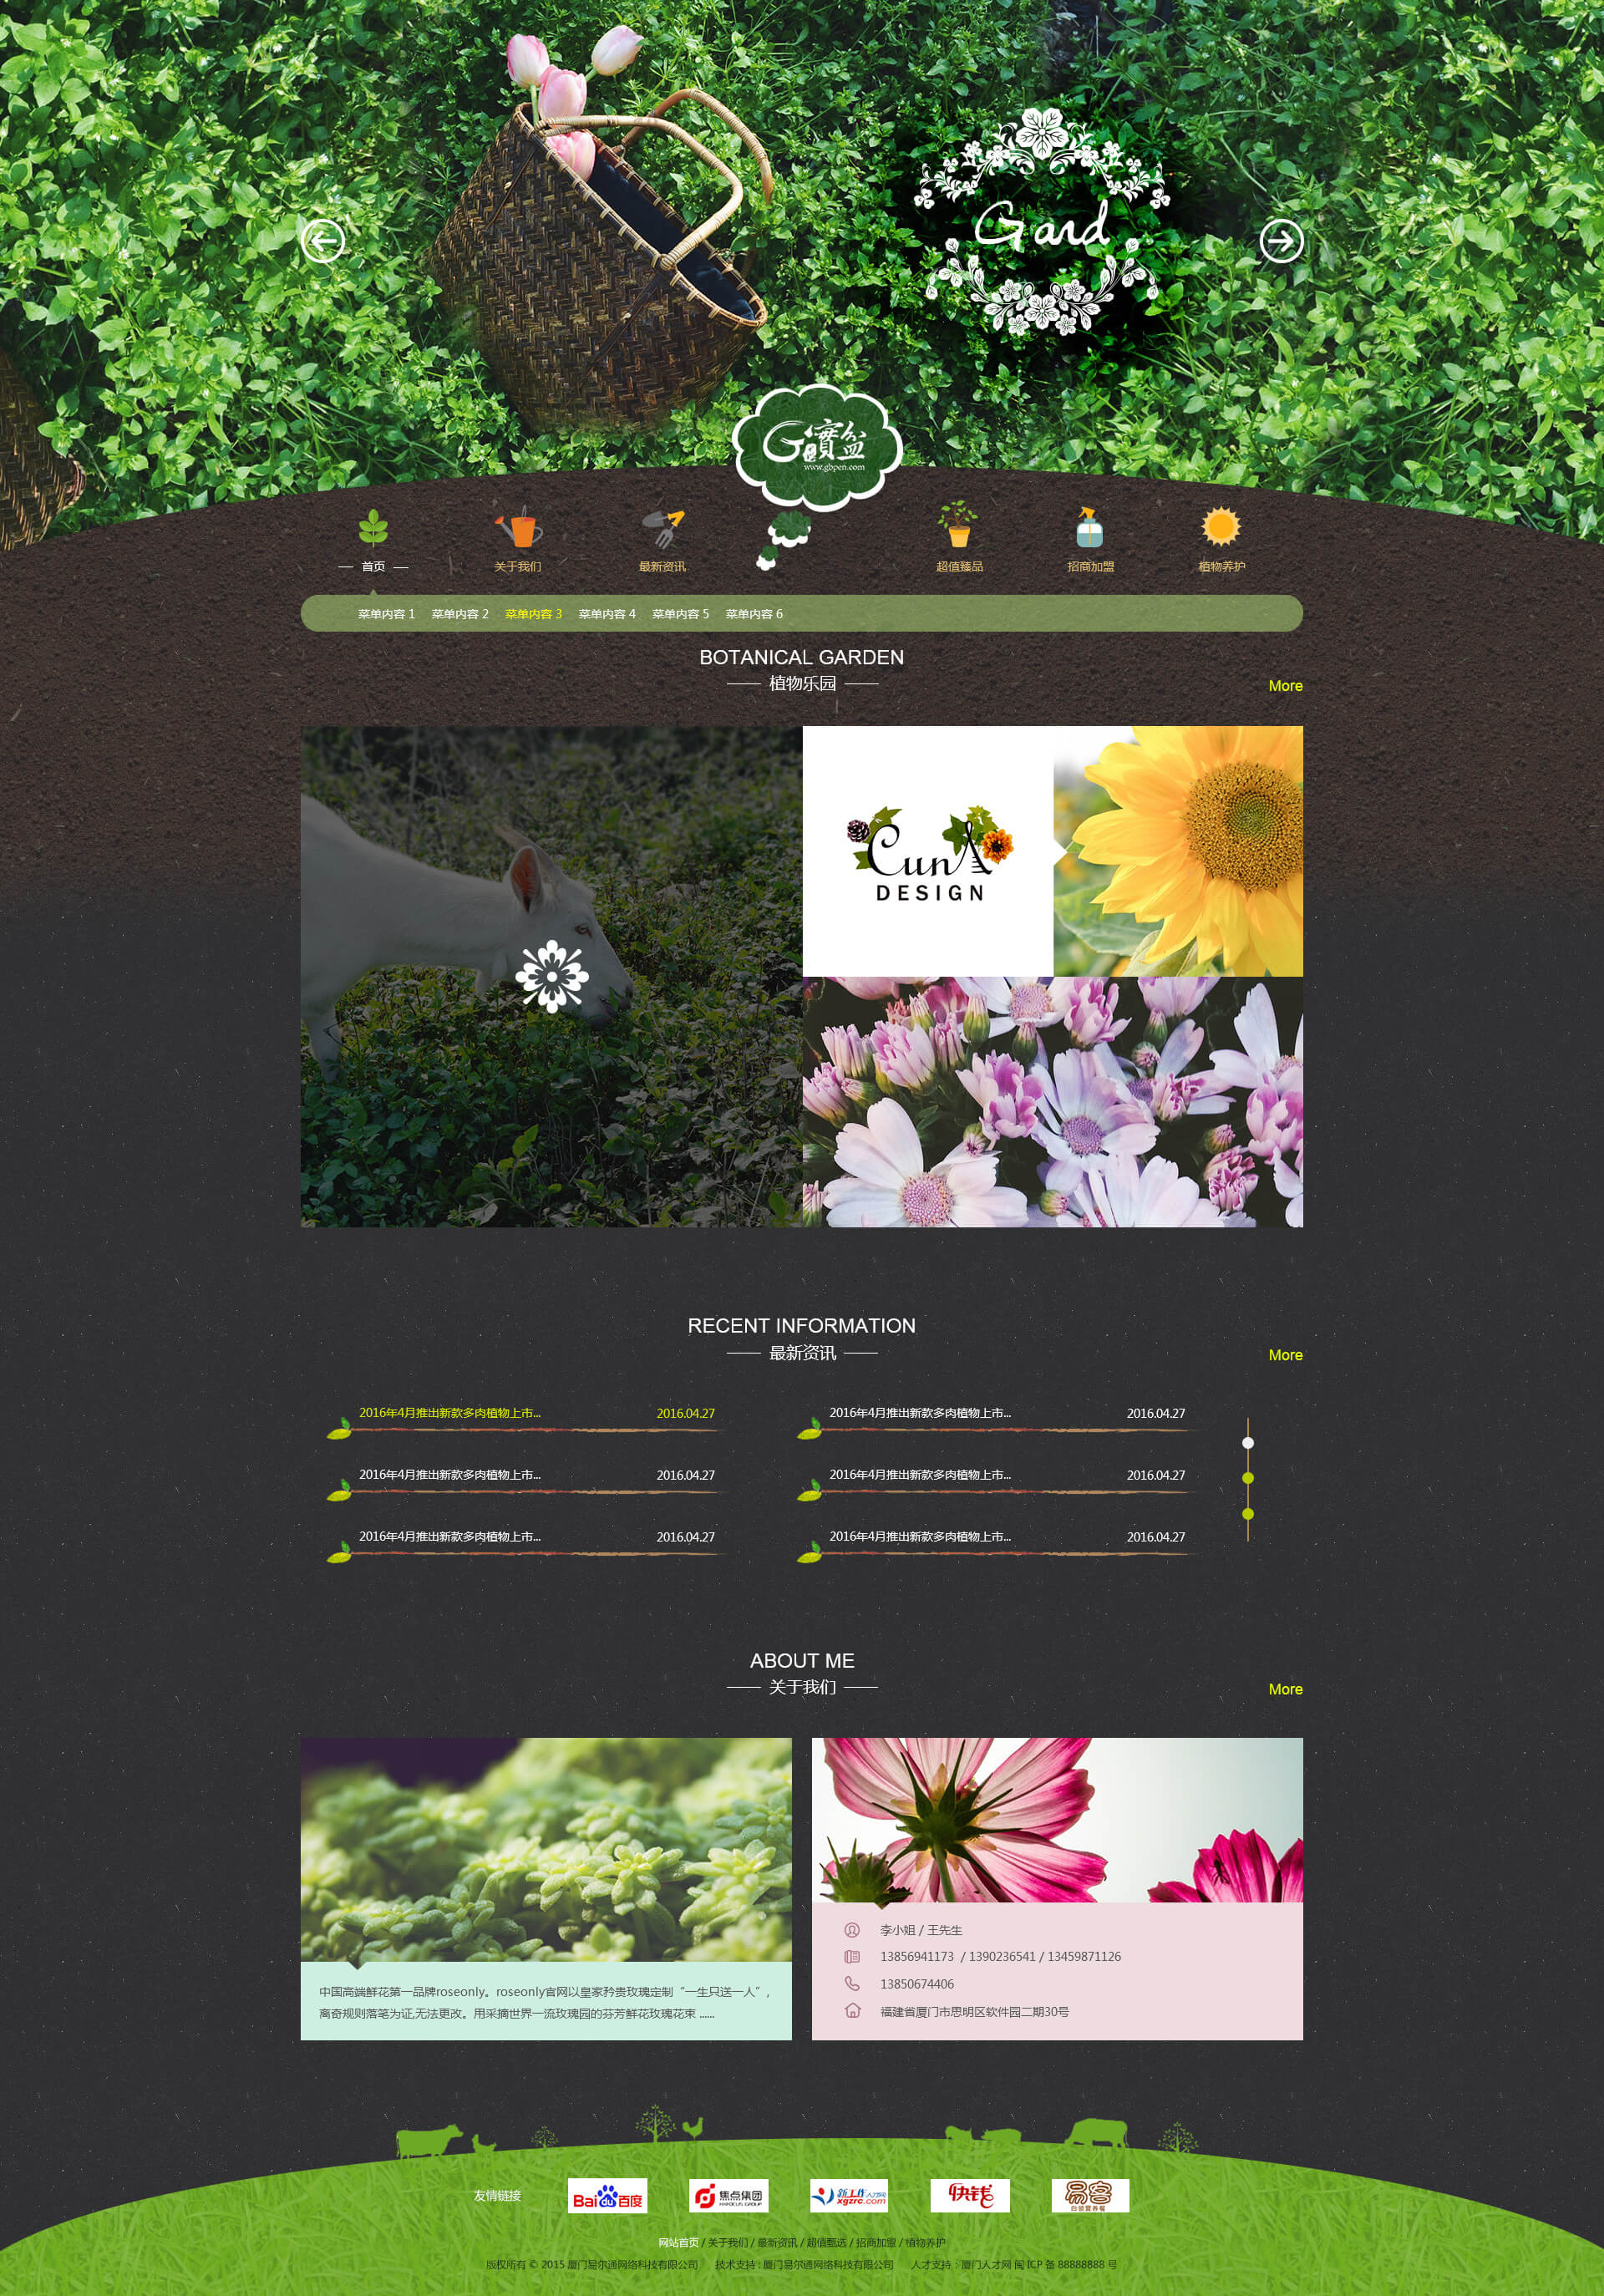 Gard
G 寶盆
www.gbpen.com
首页 关于我们 最新资讯 超值臻品 招商加盟 植物养护
菜单内容 1 菜单内容 2 菜单内容 3 菜单内容 4 菜单内容 5 菜单内容 6
BOTANICAL GARDEN
植物乐园
More
Cun
DESIGN
RECENT INFORMATION
最新资讯
More
2016年4月推出新款多肉植物上市... 2016.04.27 2016年4月推出新款多肉植物上市... 2016.04.27
2016年4月推出新款多肉植物上市... 2016.04.27 2016年4月推出新款多肉植物上市... 2016.04.27
2016年4月推出新款多肉植物上市... 2016.04.27 2016年4月推出新款多肉植物上市... 2016.04.27
ABOUT ME
关于我们
More
中国高端鲜花第一品牌roseonly。roseonly官网以皇家矜贵玫瑰定制“一生只送一人”，
离奇规则落笔为证,无法更改。用采摘世界一流玫瑰园的芬芳鲜花玫瑰花束 ......
李小姐 / 王先生
13856941173 / 1390236541 / 13459871126
13850674406
福建省厦门市思明区软件园二期30号
友情链接 Bai du 百度 焦点集团 新工作人才网 xgzrc.com 快钱 易客
网站首页 / 关于我们 / 最新资讯 / 超值甄选 / 招商加盟 / 植物养护
版权所有 © 2015 厦门易尔通网络科技有限公司 技术支持 : 厦门易尔通网络科技有限公司 人才支持：厦门人才网 闽 ICP 备 88888888 号